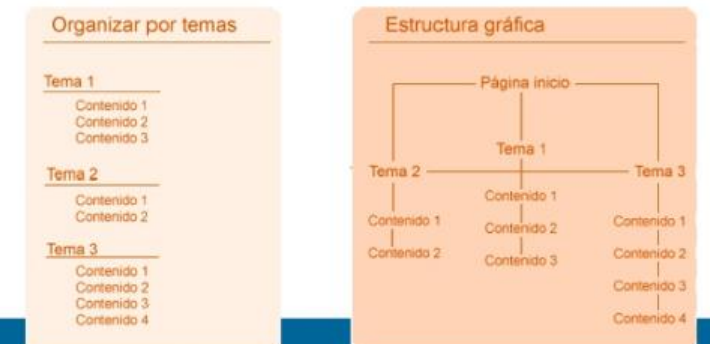 Organizar por temas
Tema 1
Contenido 1
Contenido 2
Contenido 3
Tema 2
Contenido 1
Contenido 2
Tema 3
Contenido 1
Contenido 2
Contenido 3
Contenido 4
Estructura gráfica
Página inicio
Tema 1
Tema 2
Tema 3
Contenido 1
Contenido 2
Contenido 1
Contenido 2
Contenido 3
Contenido 1
Contenido 2
Contenido 3
Contenido 4